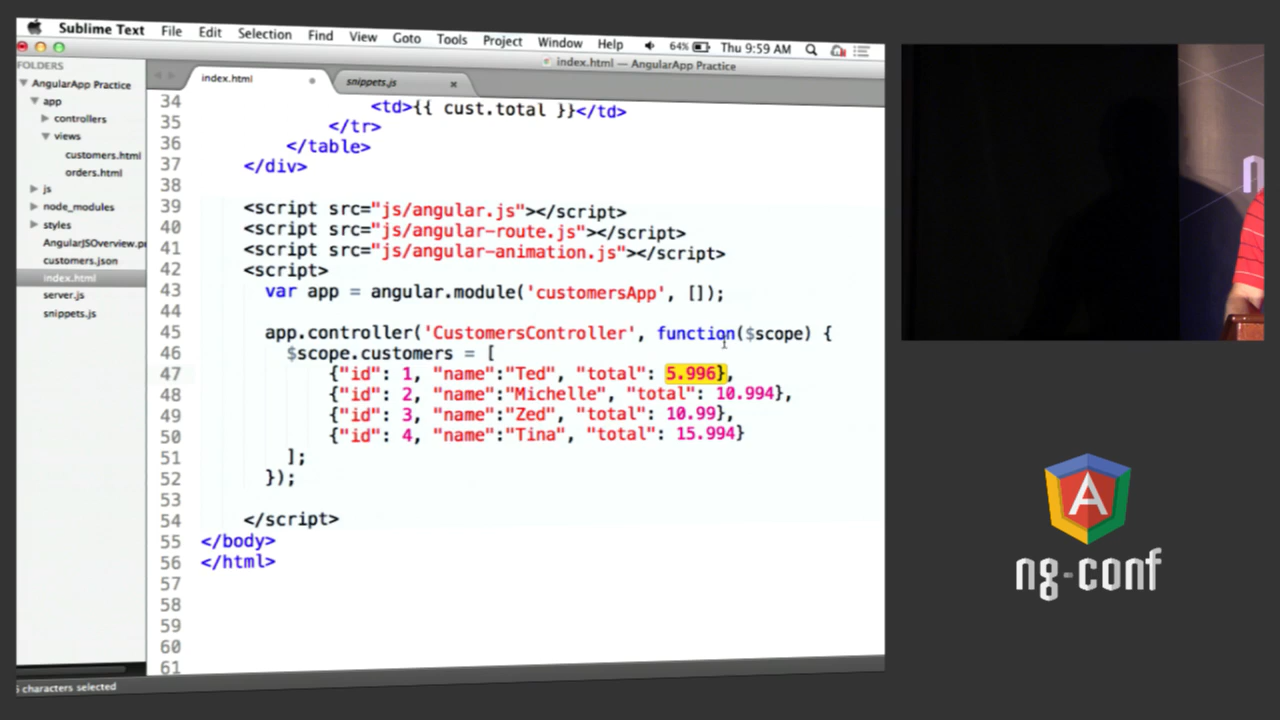 Sublime Text File Edit Selection Find View Goto Tools Project Window Help 64% Thu 9:59 AM
index.html — AngularApp Practice
FOLDERS
AngularApp Practice
app
controllers
views
customers.html
orders.html
js
node_modules
styles
AngularJSOverview.pr
customers.json
index.html
server.js
snippets.js
index.html snippets.js
34 <td>{{ cust.total }}</td>
35 </tr>
36 </table>
37 </div>
38
39 <script src="js/angular.js"></script>
40 <script src="js/angular-route.js"></script>
41 <script src="js/angular-animation.js"></script>
42 <script>
43 var app = angular.module('customersApp', []);
44
45 app.controller('CustomersController', function($scope) {
46 $scope.customers = [
47 {"id": 1, "name":"Ted", "total": 5.996},
48 {"id": 2, "name":"Michelle", "total": 10.994},
49 {"id": 3, "name":"Zed", "total": 10.99},
50 {"id": 4, "name":"Tina", "total": 15.994}
51 ];
52 });
53
54 </script>
55 </body>
56 </html>
57
58
59
60
61
characters selected
A
ng-conf